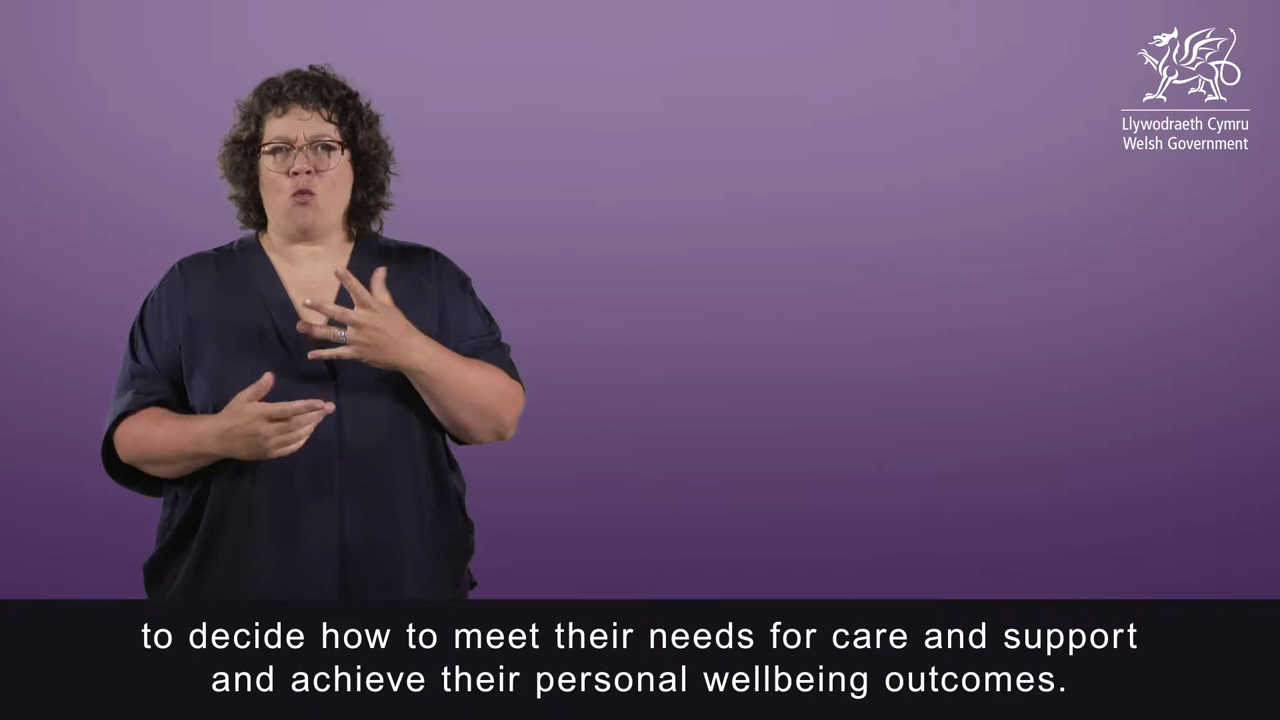 Llywodraeth Cymru
Welsh Government
to decide how to meet their needs for care and support
and achieve their personal wellbeing outcomes.